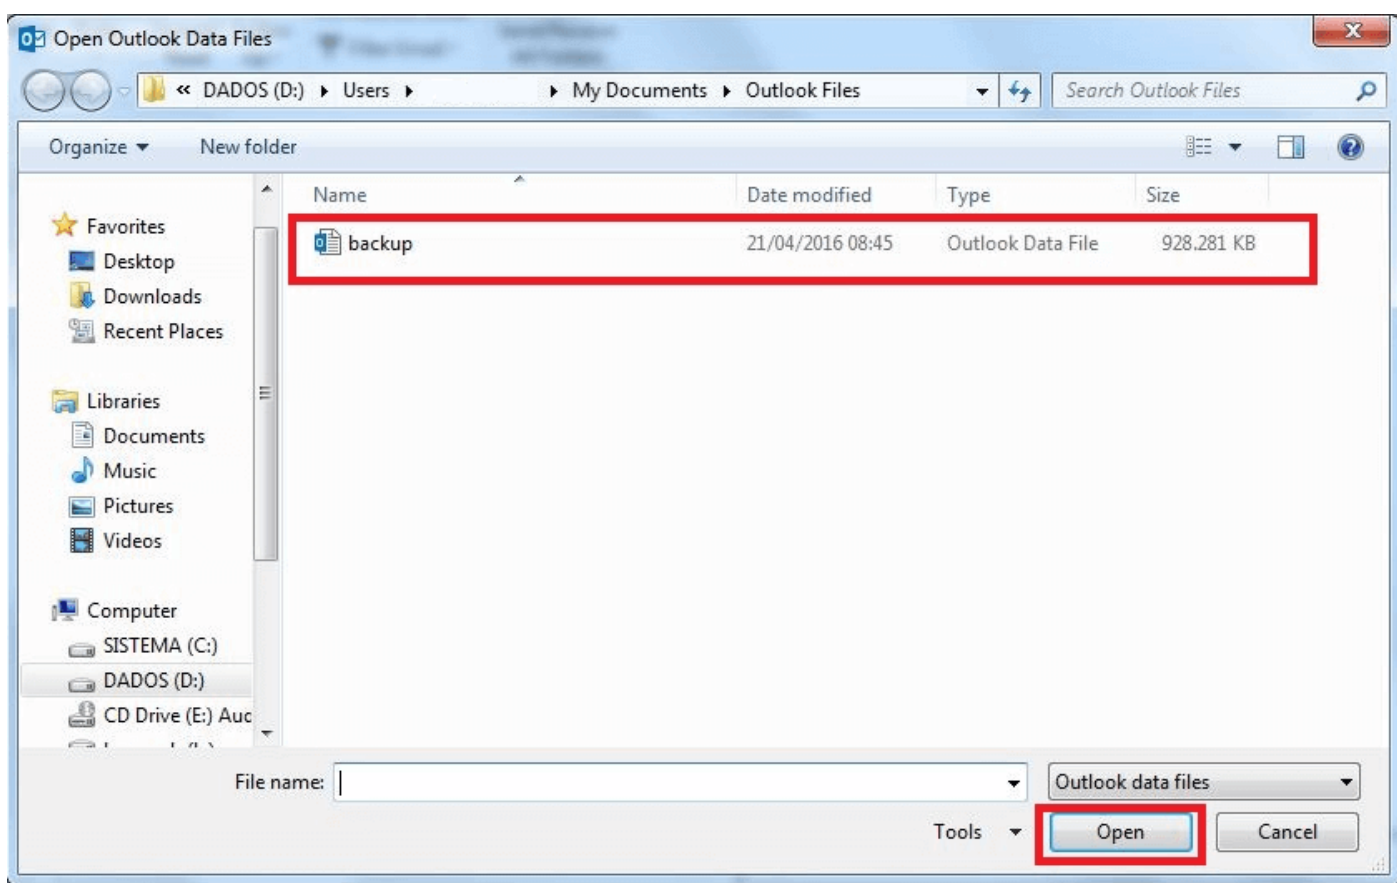 Open Outlook Data Files
« DADOS (D:) Users My Documents Outlook Files
Search Outlook Files
Organize New folder
Name Date modified Type Size
backup 21/04/2016 08:45 Outlook Data File 928.281 KB
Favorites
Desktop
Downloads
Recent Places
Libraries
Documents
Music
Pictures
Videos
Computer
SISTEMA (C:)
DADOS (D:)
CD Drive (E:) Auc
File name: Outlook data files
Tools Open Cancel